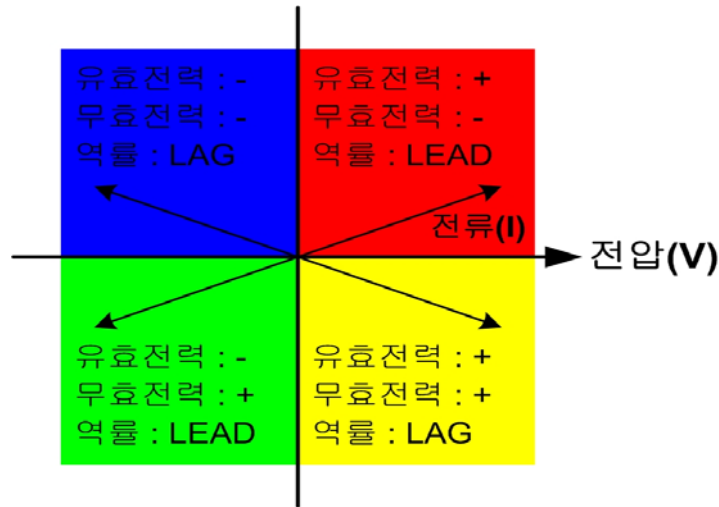 유효전력 : -
무효전력 : -
역률 : LAG
유효전력 : +
무효전력 : -
역률 : LEAD
전류(I)
전압(V)
유효전력 : -
무효전력 : +
역률 : LEAD
유효전력 : +
무효전력 : +
역률 : LAG